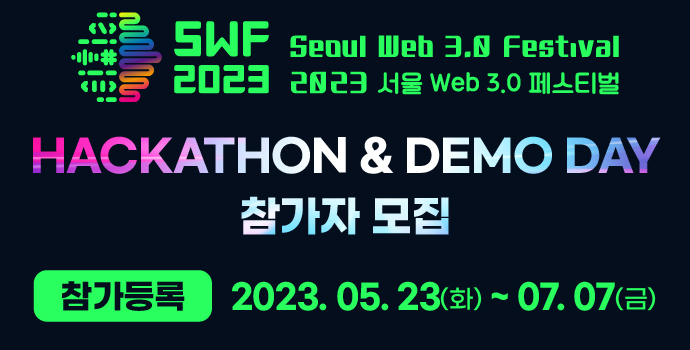 SWF
2023
Seoul Web 3.0 Festival
2023 서울 Web 3.0 페스티벌
HACKATHON & DEMO DAY
참가자 모집
참가등록 2023. 05. 23(화) ~ 07. 07(금)